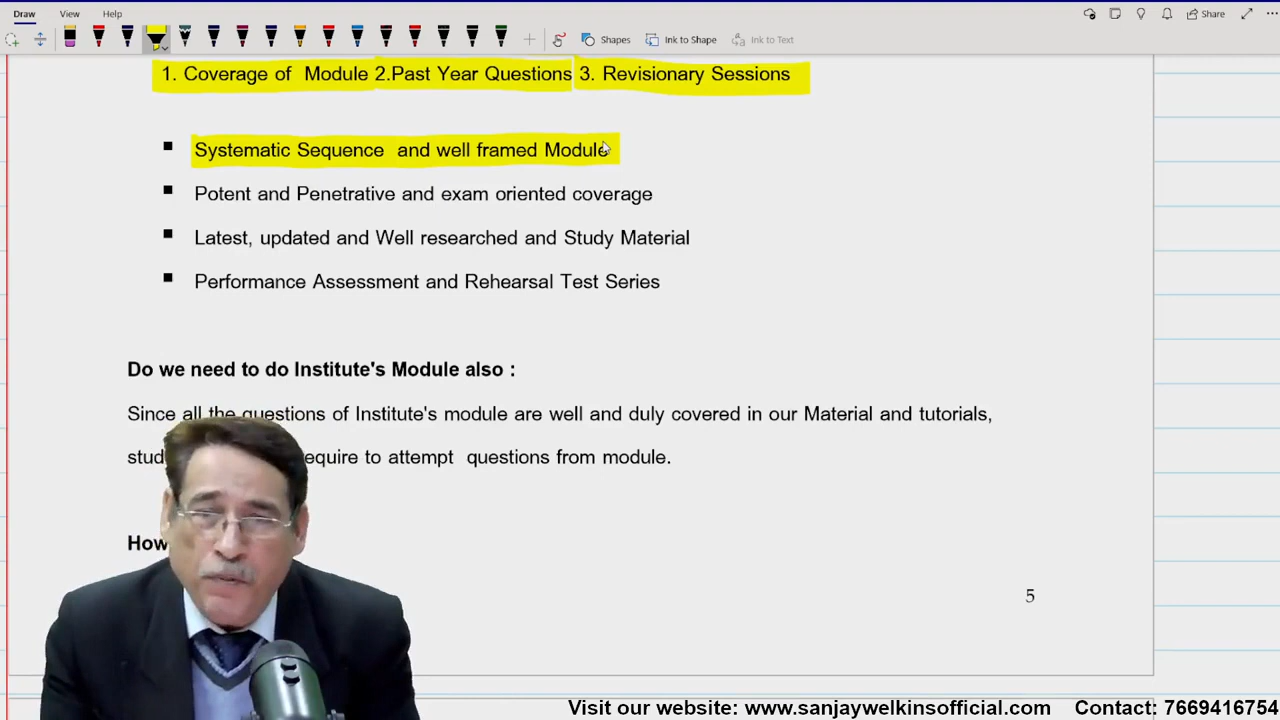 Draw View Help
Share
Shapes Ink to Shape Ink to Text
1. Coverage of Module 2.Past Year Questions 3. Revisionary Sessions
Systematic Sequence and well framed Module
Potent and Penetrative and exam oriented coverage
Latest, updated and Well researched and Study Material
Performance Assessment and Rehearsal Test Series
Do we need to do Institute's Module also :
Since all the questions of Institute's module are well and duly covered in our Material and tutorials,
equire to attempt questions from module.
How
5
Visit our website: www.sanjaywelkinsofficial.com Contact: 7669416754